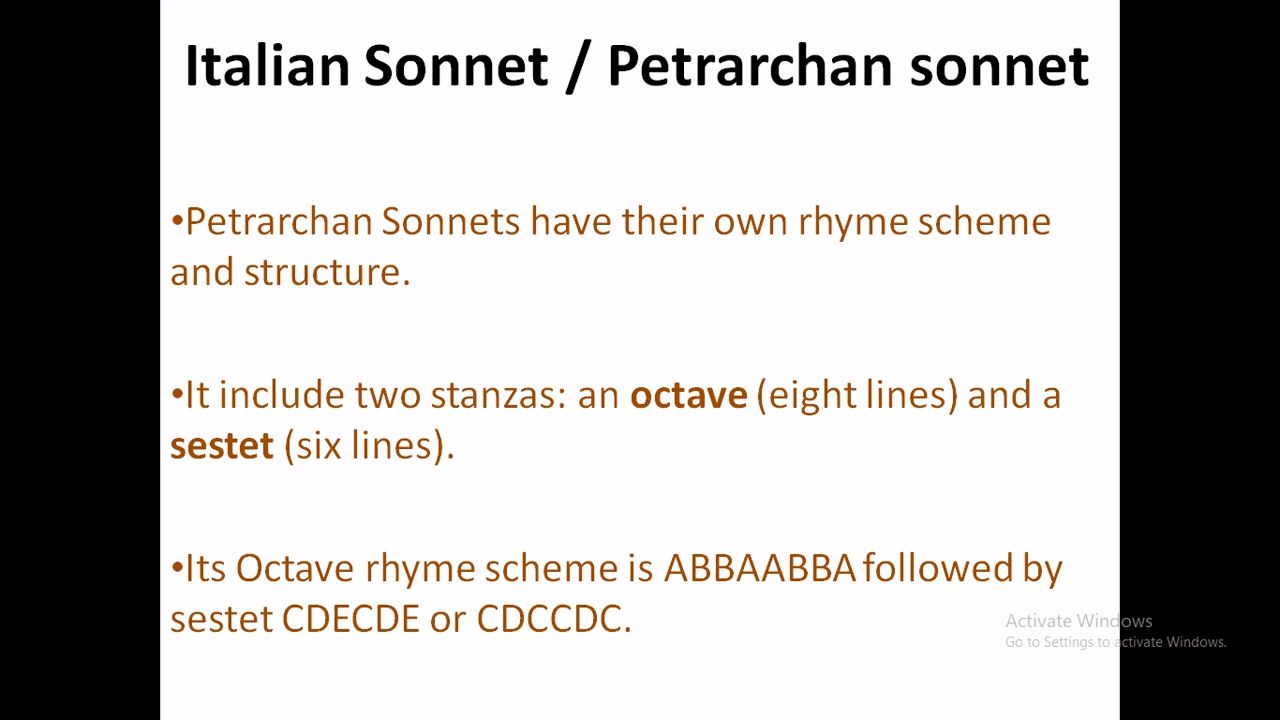 Italian Sonnet / Petrarchan sonnet
•Petrarchan Sonnets have their own rhyme scheme
and structure.
•It include two stanzas: an octave (eight lines) and a
sestet (six lines).
•Its Octave rhyme scheme is ABBAABBA followed by
sestet CDECDE or CDCCDC.
Activate Windows
Go to Settings to activate Windows.